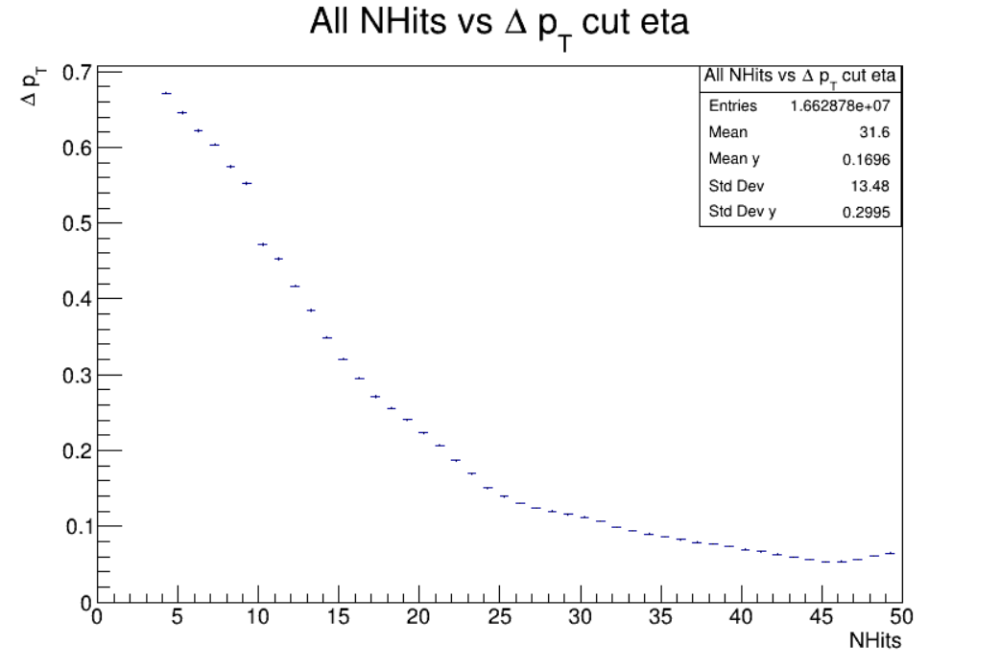 All NHits vs Δ p_T cut eta
Δ p_T
0.7
0.6
0.5
0.4
0.3
0.2
0.1
0
All NHits vs Δ p_T cut eta
Entries 1.662878e+07
Mean 31.6
Mean y 0.1696
Std Dev 13.48
Std Dev y 0.2995
0 5 10 15 20 25 30 35 40 45 50
NHits